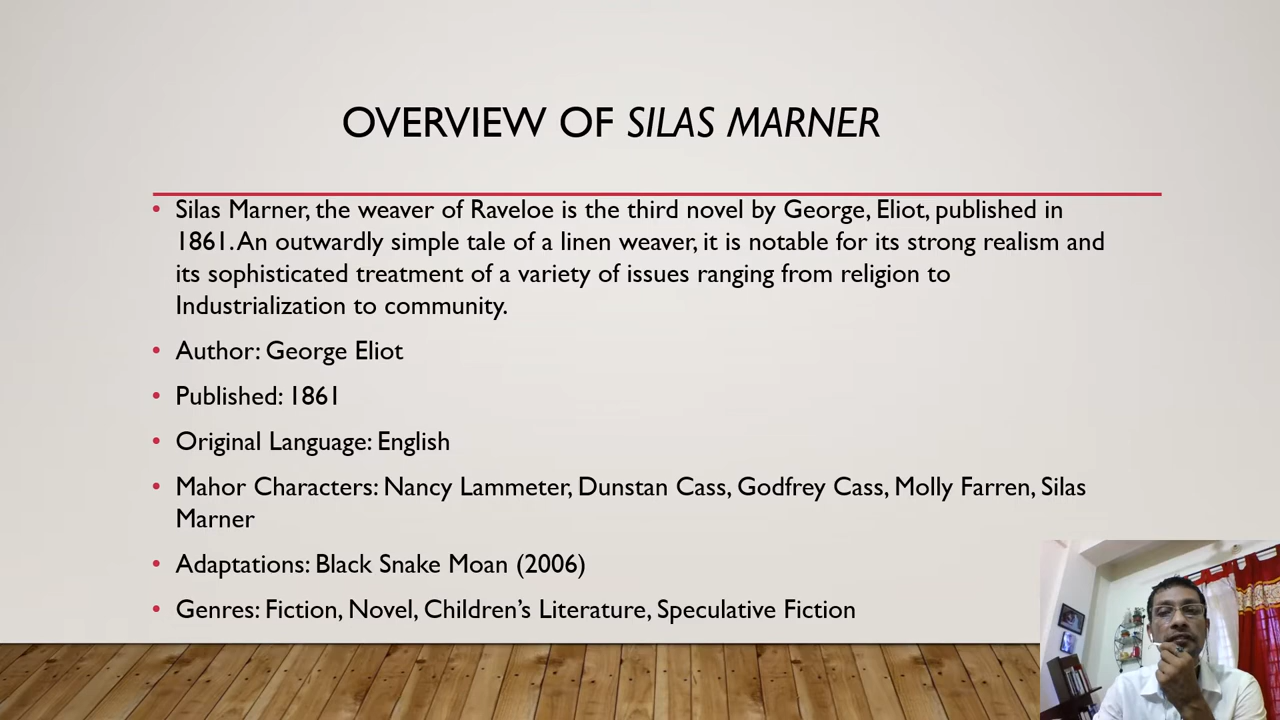 OVERVIEW OF SILAS MARNER
• Silas Marner, the weaver of Raveloe is the third novel by George, Eliot, published in
1861. An outwardly simple tale of a linen weaver, it is notable for its strong realism and
its sophisticated treatment of a variety of issues ranging from religion to
Industrialization to community.
• Author: George Eliot
• Published: 1861
• Original Language: English
• Mahor Characters: Nancy Lammeter, Dunstan Cass, Godfrey Cass, Molly Farren, Silas
Marner
• Adaptations: Black Snake Moan (2006)
• Genres: Fiction, Novel, Children’s Literature, Speculative Fiction